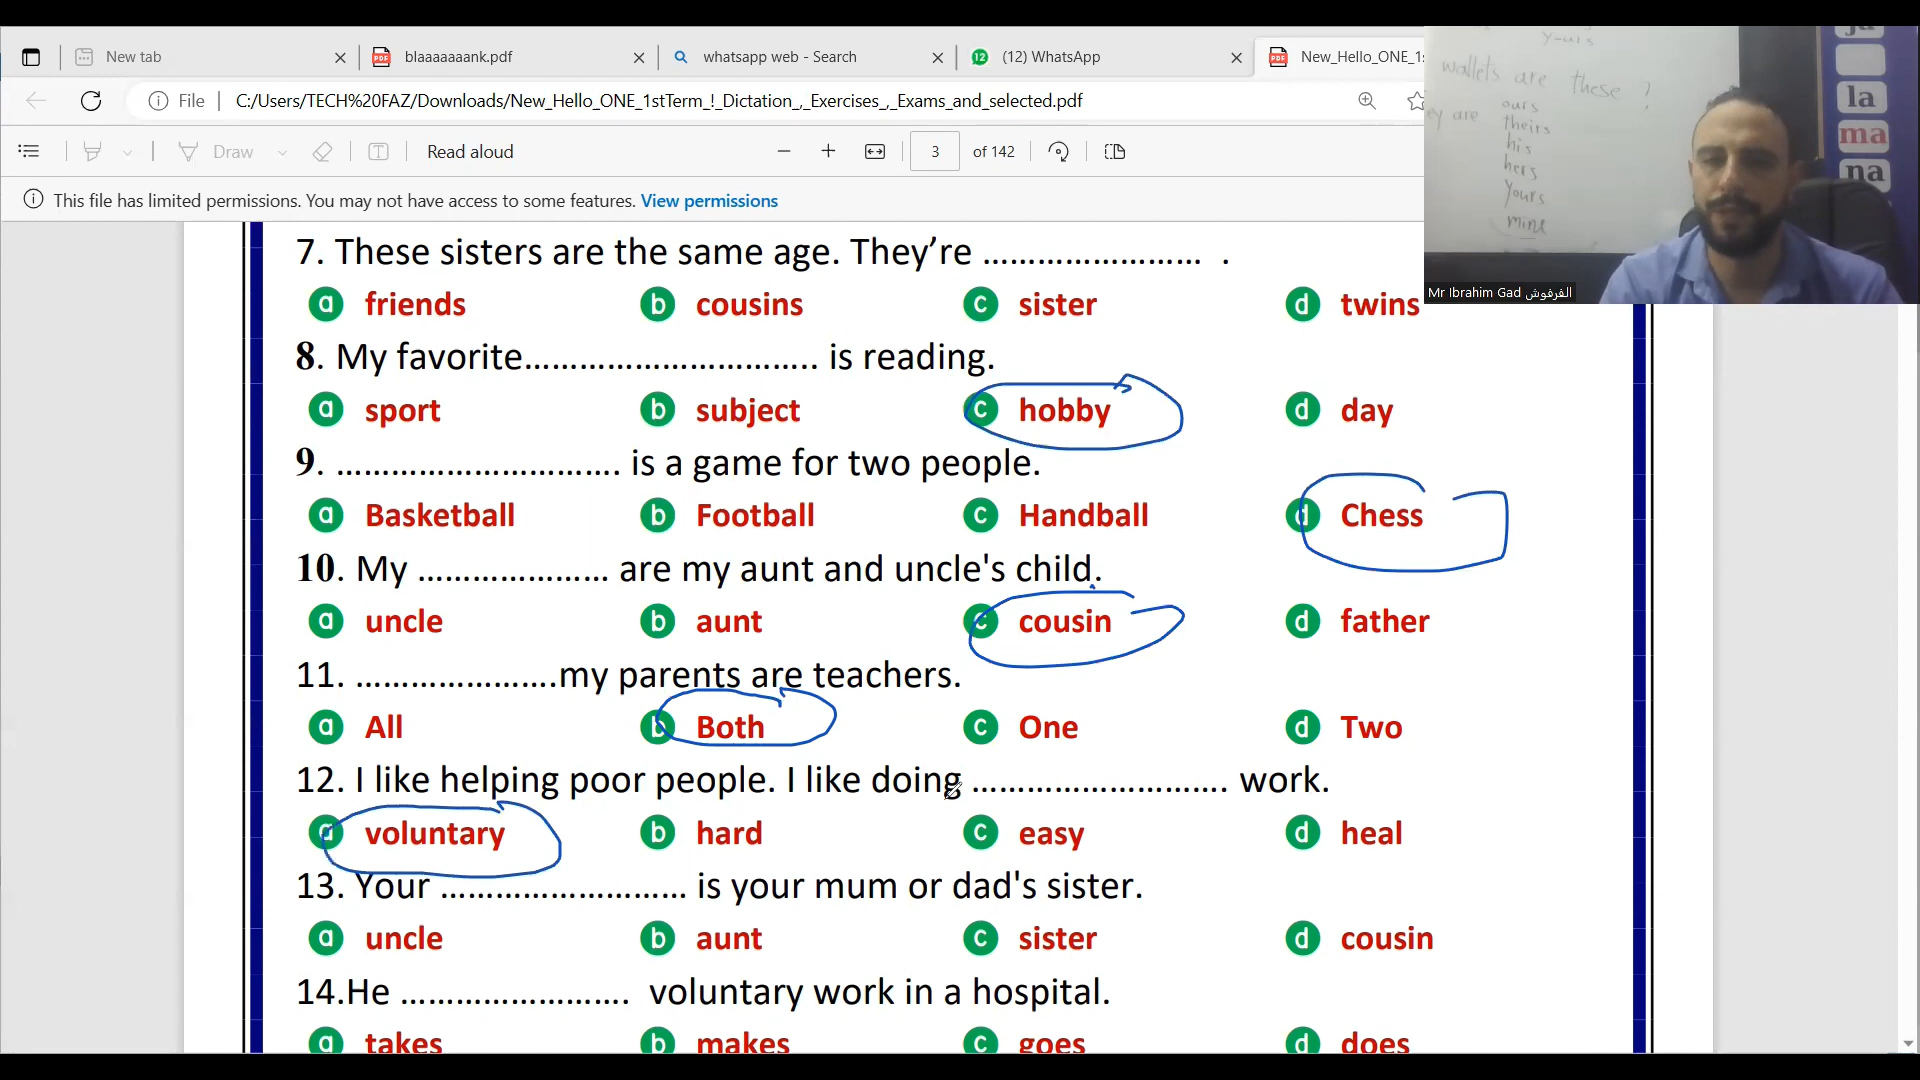 New tab
blaaaaaaank.pdf
whatsapp web - Search
12
(12) WhatsApp
New_Hello_ONE_1s
File
C:/Users/TECH%20FAZ/Downloads/New_Hello_ONE_1stTerm_!_Dictation_,_Exercises_,_Exams_and_selected.pdf
Draw
Read aloud
3
of 142
This file has limited permissions. You may not have access to some features. View permissions
wallets are these ?
ey are
ours
theirs
his
hers
yours
mine
la
ma
na
Mr Ibrahim Gad الفرفوش
7. These sisters are the same age. They’re …………………… .
a friends b cousins c sister d twins
8. My favorite………………………….. is reading.
a sport b subject c hobby d day
9. …………………………. is a game for two people.
a Basketball b Football c Handball d Chess
10. My ………………… are my aunt and uncle's child.
a uncle b aunt c cousin d father
11. ………………….my parents are teachers.
a All b Both c One d Two
12. I like helping poor people. I like doing ………………………. work.
a voluntary b hard c easy d heal
13. Your ……………………… is your mum or dad's sister.
a uncle b aunt c sister d cousin
14.He ……………………. voluntary work in a hospital.
a takes b makes c goes d does